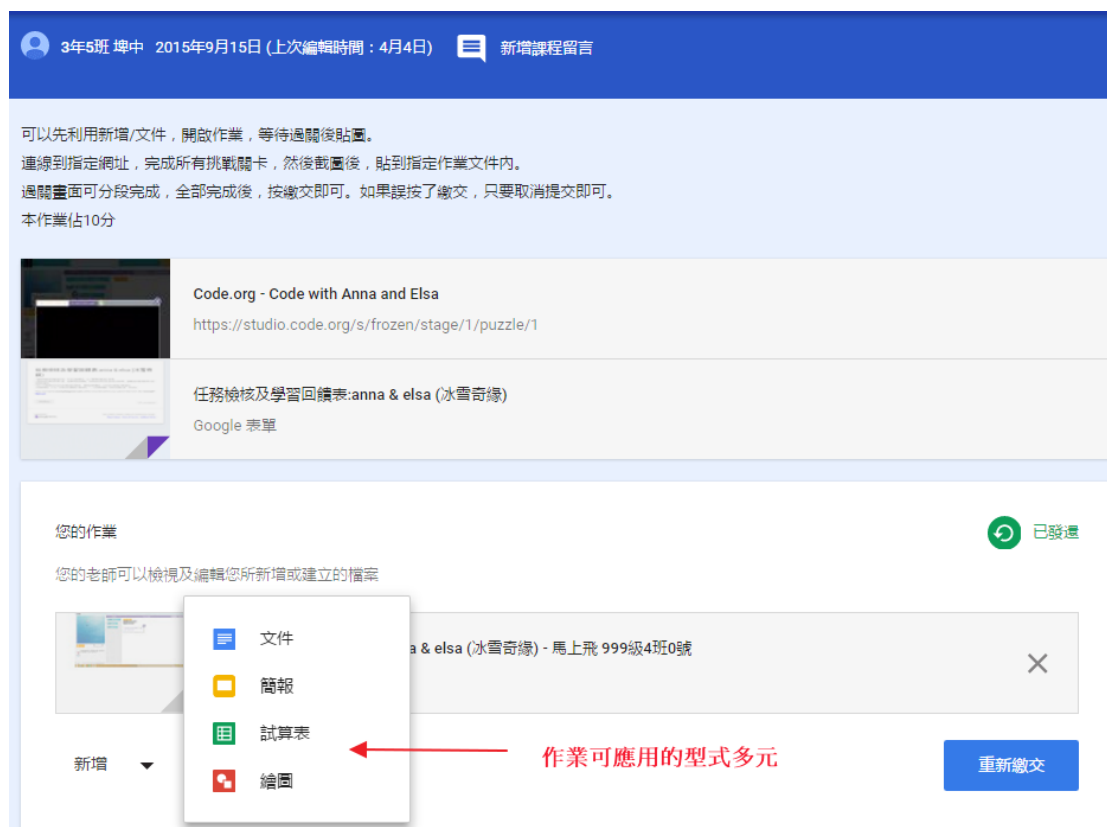 3年5班 埤中 2015年9月15日 (上次編輯時間：4月4日) 新增課程留言
可以先利用新增/文件，開啟作業，等待過關後貼圖。
連線到指定網址，完成所有挑戰關卡，然後截圖後，貼到指定作業文件內。
過關畫面可分段完成，全部完成後，按繳交即可。如果誤按了繳交，只要取消提交即可。
本作業佔10分
Code.org - Code with Anna and Elsa
https://studio.code.org/s/frozen/stage/1/puzzle/1
任務檢核及學習回饋表:anna & elsa (冰雪奇緣)
Google 表單
您的作業
已發還
您的老師可以檢視及編輯您所新增或建立的檔案
文件
a & elsa (冰雪奇緣) - 馬上飛 999級4班0號
簡報
試算表
作業可應用的型式多元
新增
重新繳交
繪圖